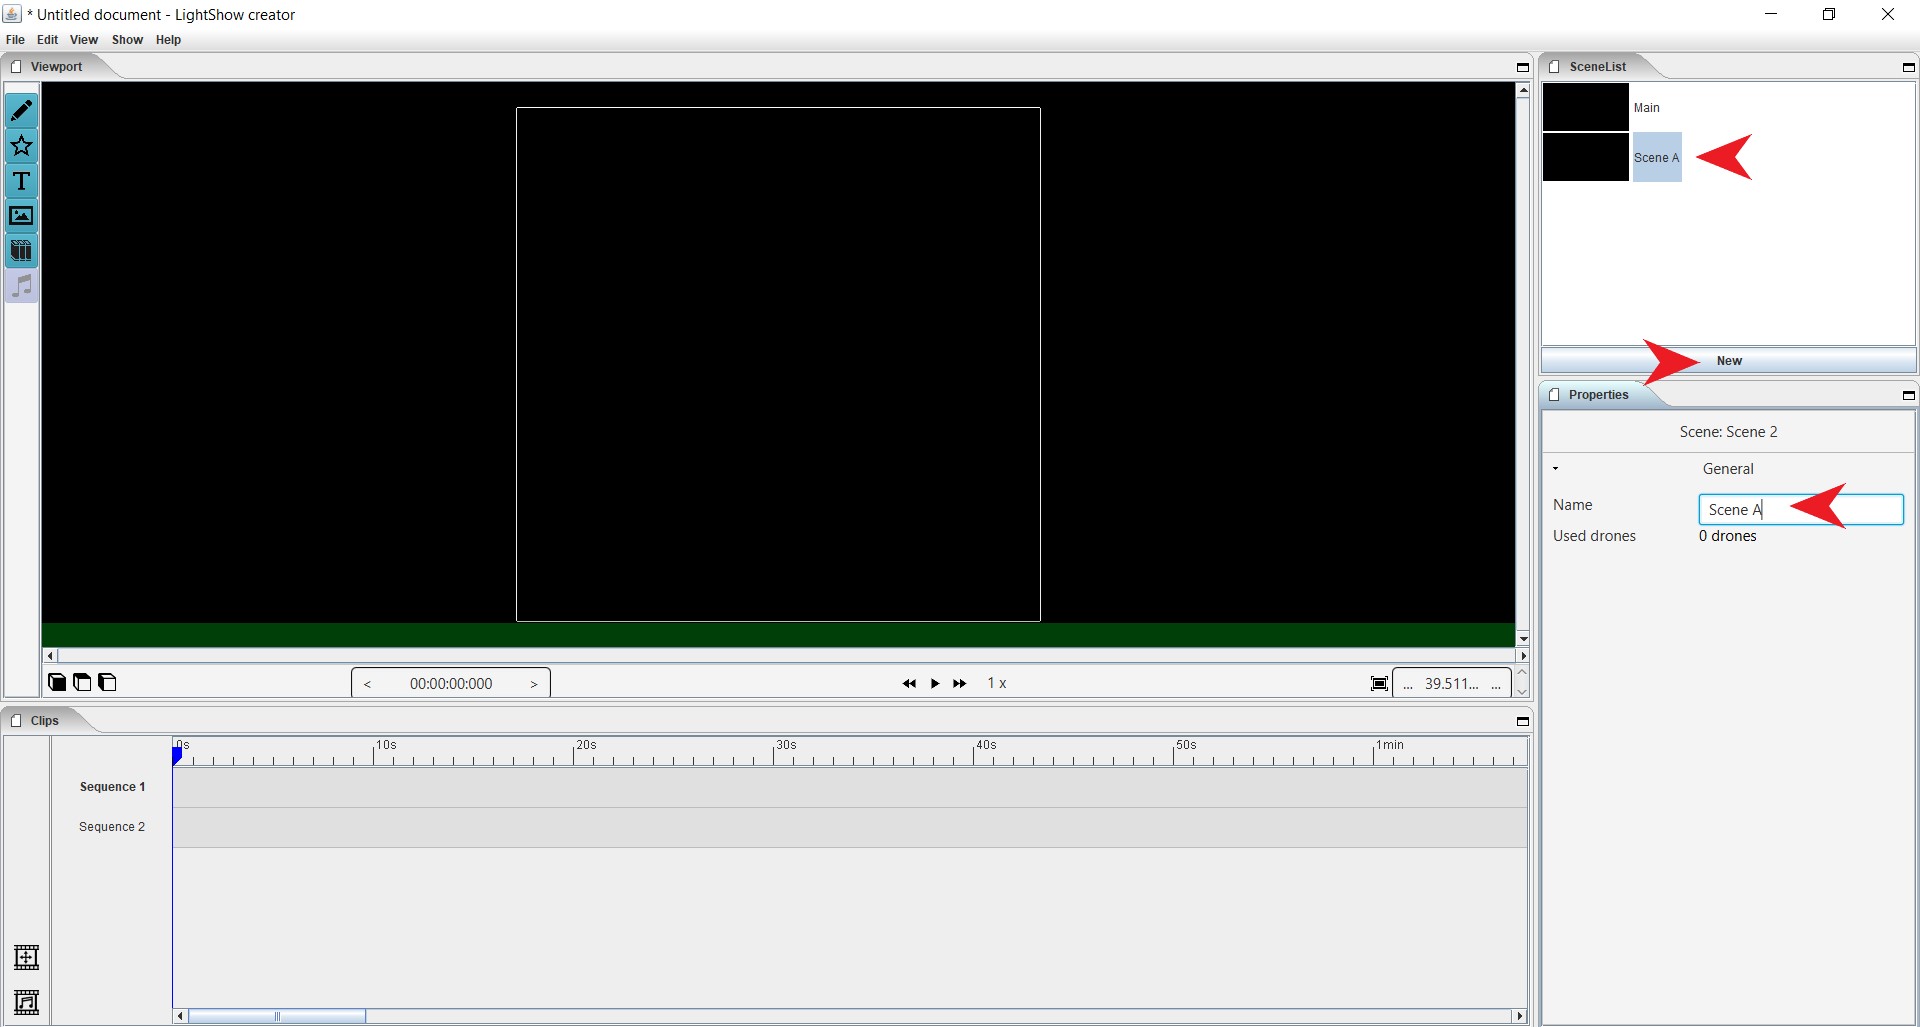 * Untitled document - LightShow creator
File Edit View Show Help
Viewport
SceneList
Main
Scene A
New
Properties
Scene: Scene 2
General
Name
Scene A
Used drones
0 drones
T
< 00:00:00:000 >
1 x
... 39.511... ...
Clips
0s 10s 20s 30s 40s 50s 1min
Sequence 1
Sequence 2